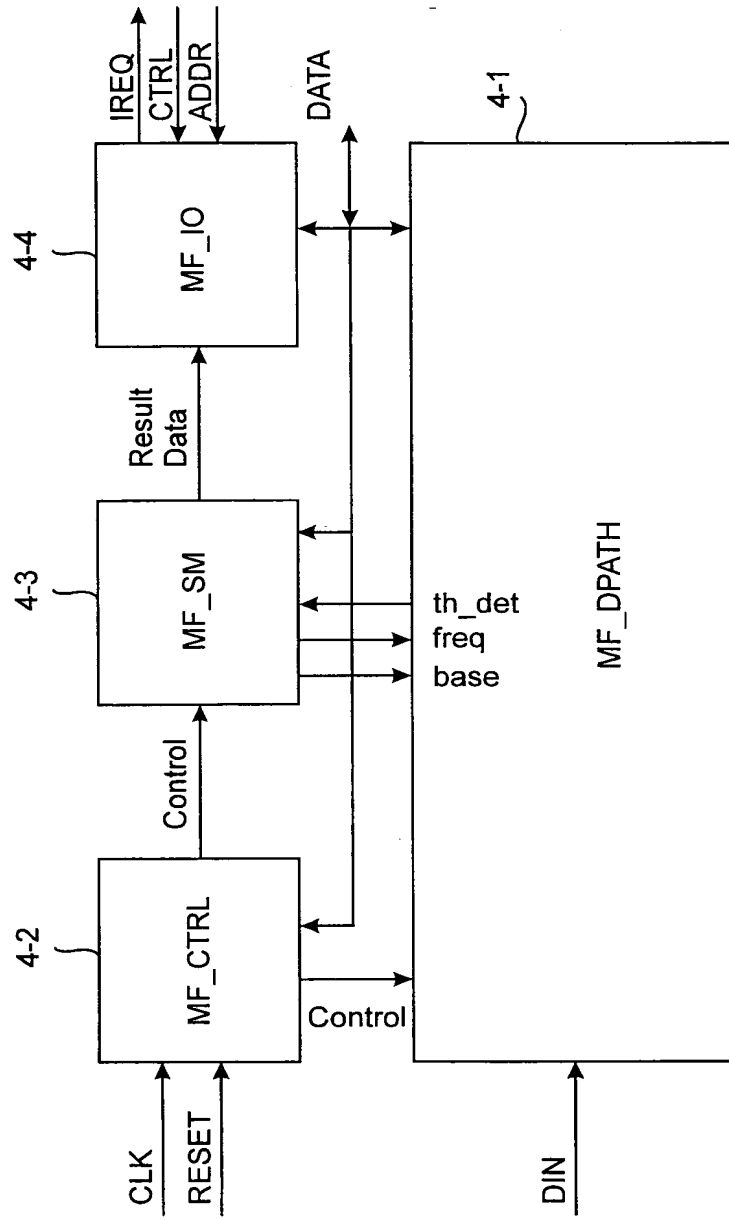 4-2
4-3
4-4
CLK
RESET
MF_CTRL
Control
MF_SM
Result
Data
MF_IO
IREQ
CTRL
ADDR
Control
base
freq
th_det
DATA
4-1
DIN
MF_DPATH